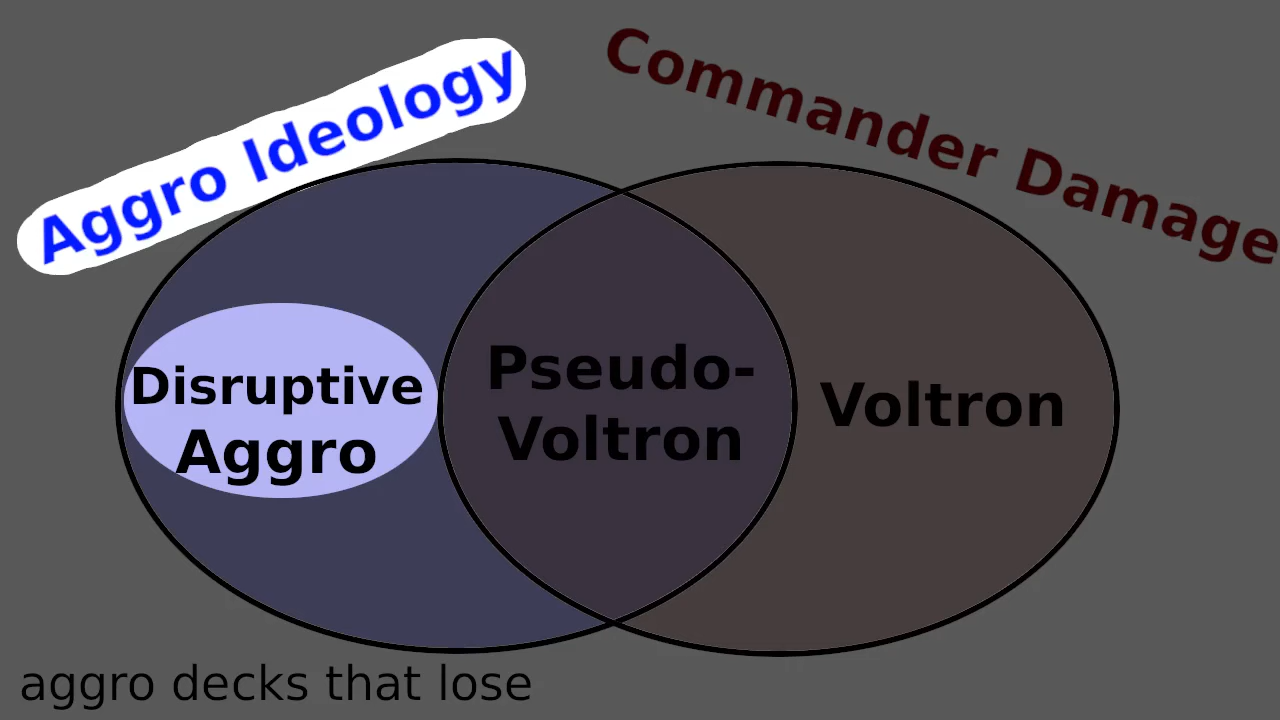 Aggro Ideology
Commander Damage
Disruptive
Aggro
Pseudo-
Voltron
Voltron
aggro decks that lose